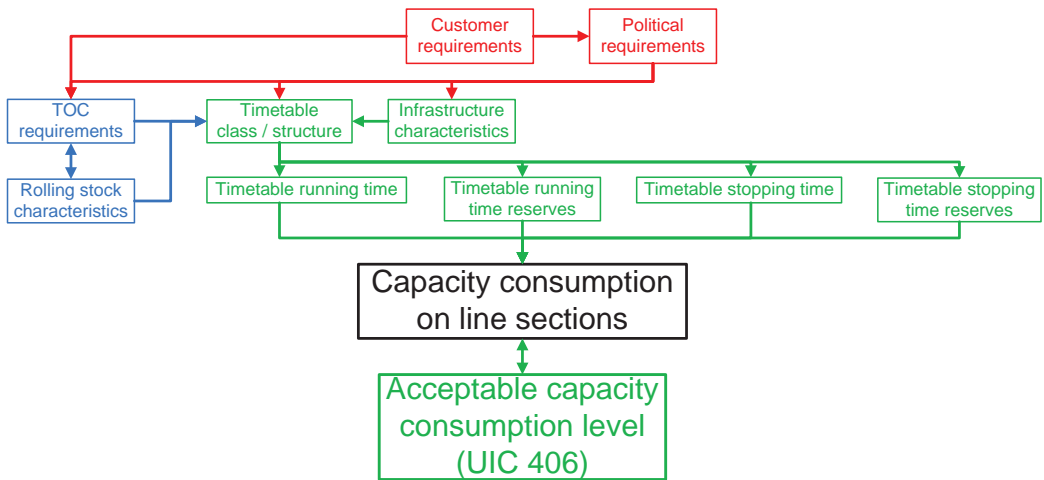 Customer
requirements
Political
requirements
TOC
requirements
Timetable
class / structure
Infrastructure
characteristics
Rolling stock
characteristics
Timetable running time
Timetable running
time reserves
Timetable stopping time
Timetable stopping
time reserves
Capacity consumption
on line sections
Acceptable capacity
consumption level
(UIC 406)